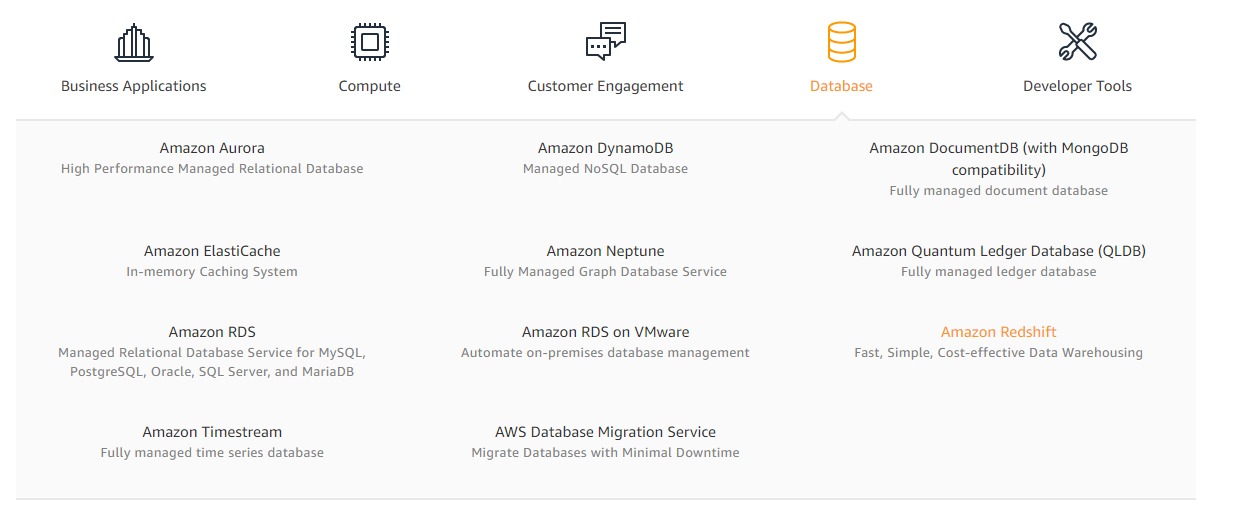 Business Applications
Compute
Customer Engagement
Database
Developer Tools
Amazon Aurora
High Performance Managed Relational Database
Amazon DynamoDB
Managed NoSQL Database
Amazon DocumentDB (with MongoDB
compatibility)
Fully managed document database
Amazon ElastiCache
In-memory Caching System
Amazon Neptune
Fully Managed Graph Database Service
Amazon Quantum Ledger Database (QLDB)
Fully managed ledger database
Amazon RDS
Managed Relational Database Service for MySQL,
PostgreSQL, Oracle, SQL Server, and MariaDB
Amazon RDS on VMware
Automate on-premises database management
Amazon Redshift
Fast, Simple, Cost-effective Data Warehousing
Amazon Timestream
Fully managed time series database
AWS Database Migration Service
Migrate Databases with Minimal Downtime